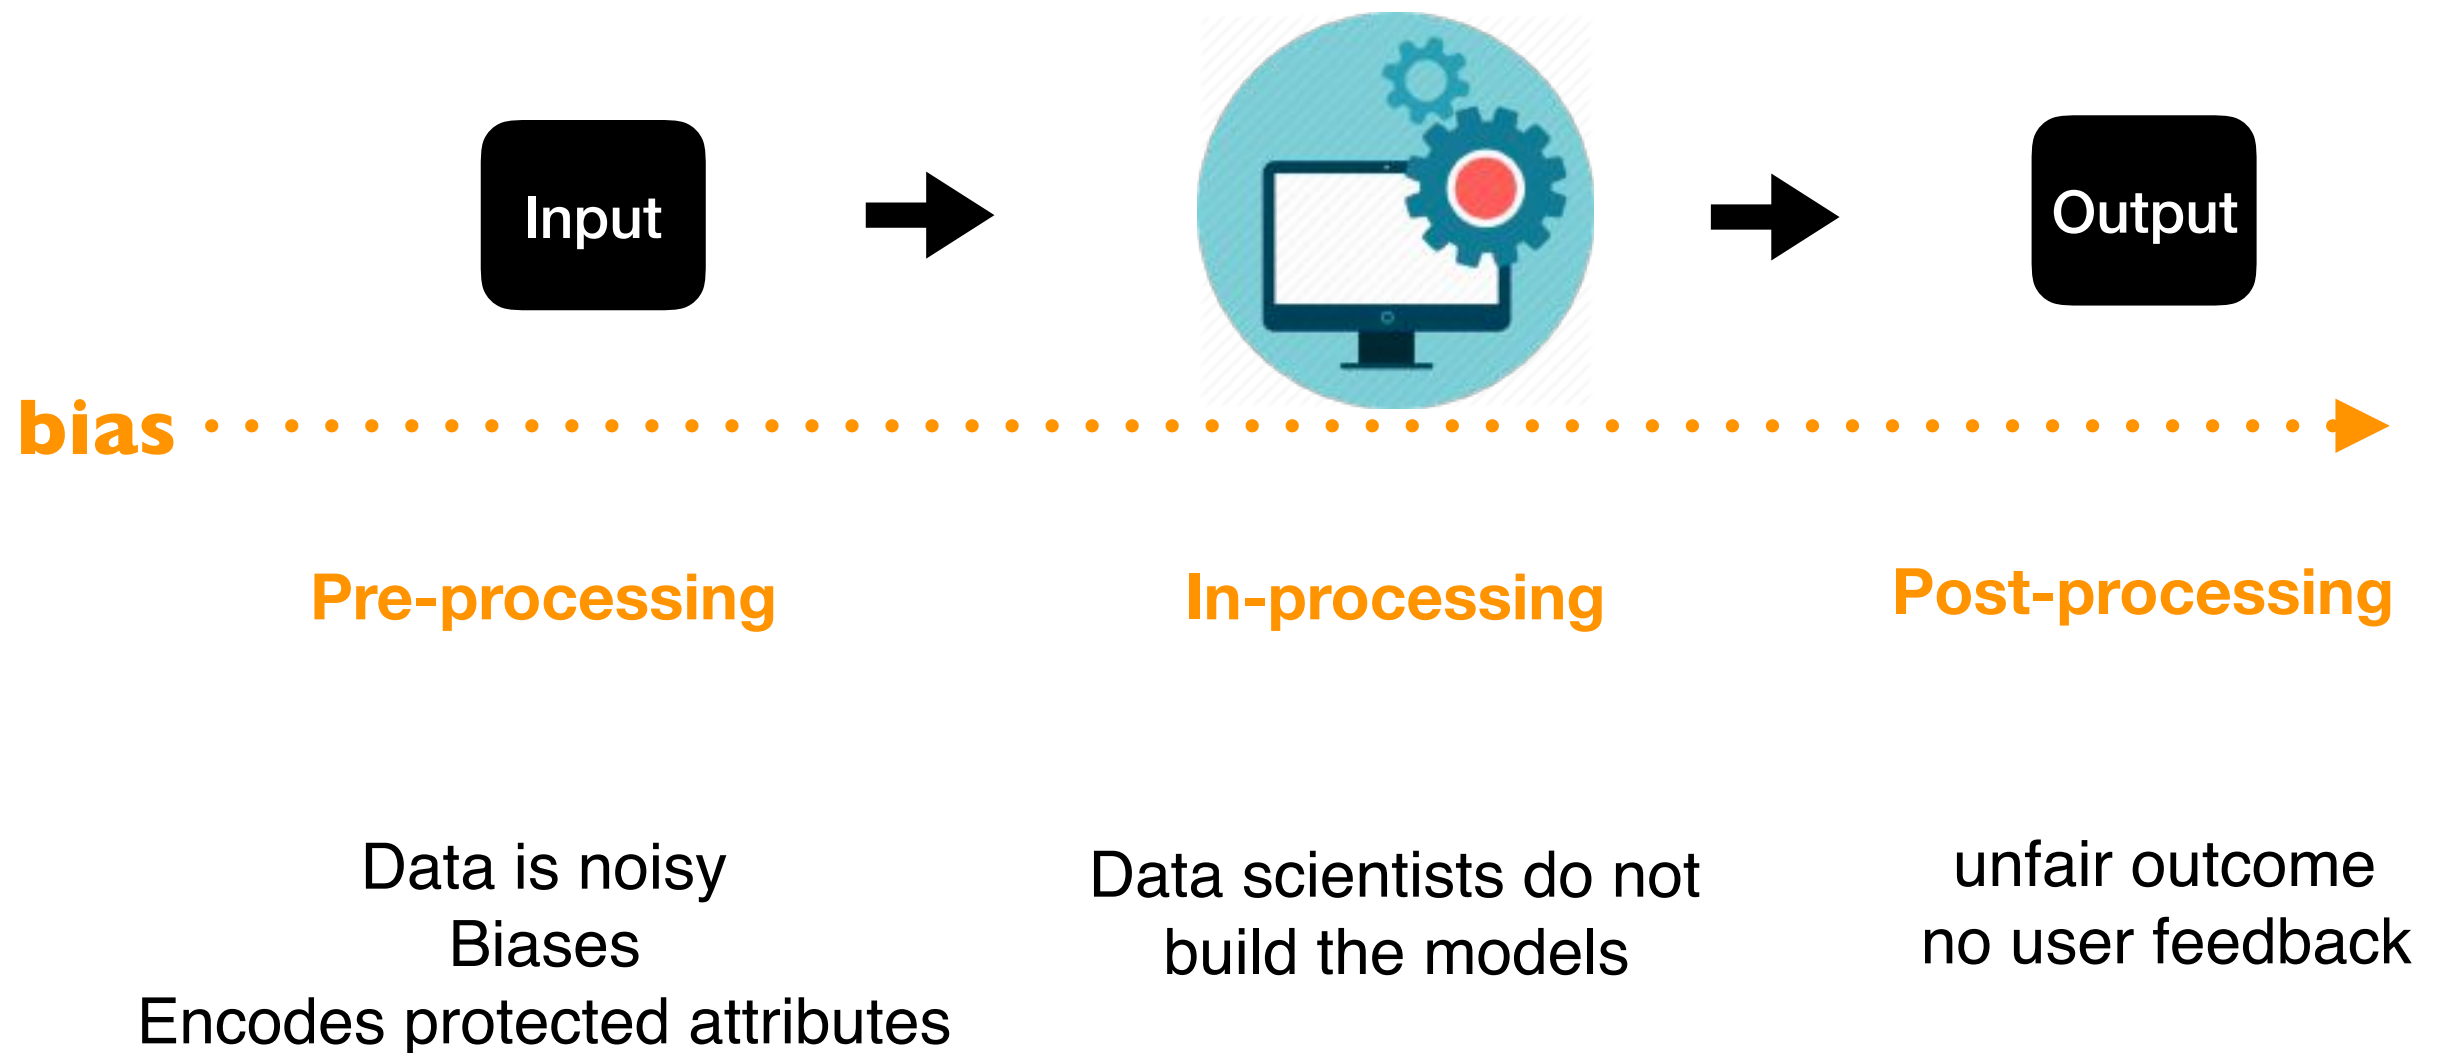 Input
Output
bias
Pre-processing
In-processing
Post-processing
Data is noisy
Biases
Encodes protected attributes
Data scientists do not
build the models
unfair outcome
no user feedback